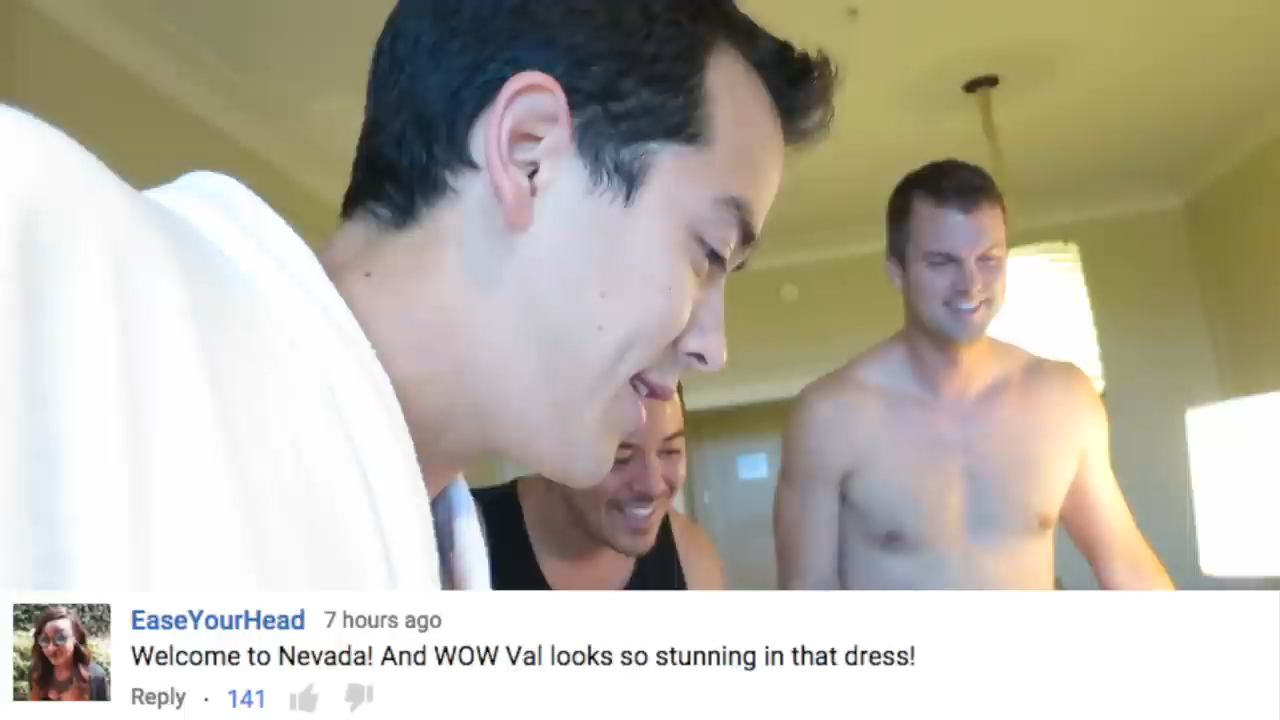 EaseYourHead 7 hours ago
Welcome to Nevada! And WOW Val looks so stunning in that dress!
Reply · 141